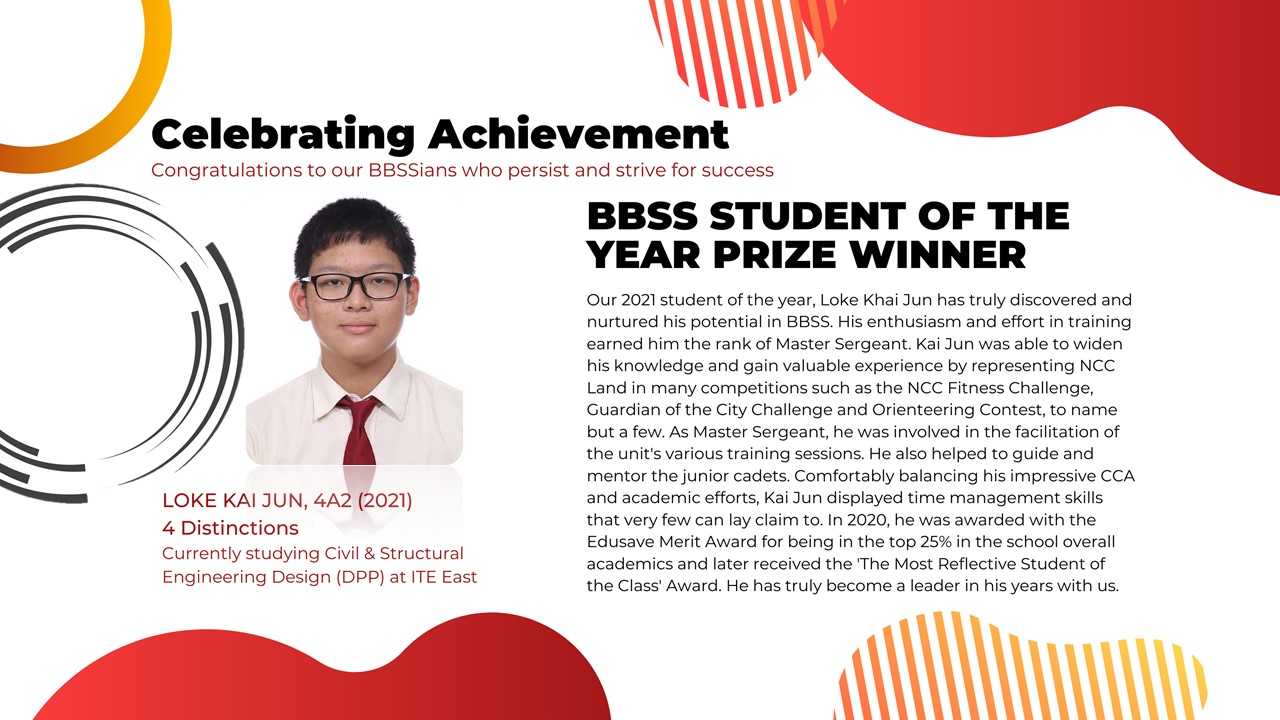 Celebrating Achievement
Congratulations to our BBSSians who persist and strive for success
LOKE KAI JUN, 4A2 (2021)
4 Distinctions
Currently studying Civil & Structural
Engineering Design (DPP) at ITE East
BBSS STUDENT OF THE
YEAR PRIZE WINNER
Our 2021 student of the year, Loke Khai Jun has truly discovered and
nurtured his potential in BBSS. His enthusiasm and effort in training
earned him the rank of Master Sergeant. Kai Jun was able to widen
his knowledge and gain valuable experience by representing NCC
Land in many competitions such as the NCC Fitness Challenge,
Guardian of the City Challenge and Orienteering Contest, to name
but a few. As Master Sergeant, he was involved in the facilitation of
the unit's various training sessions. He also helped to guide and
mentor the junior cadets. Comfortably balancing his impressive CCA
and academic efforts, Kai Jun displayed time management skills
that very few can lay claim to. In 2020, he was awarded with the
Edusave Merit Award for being in the top 25% in the school overall
academics and later received the 'The Most Reflective Student of
the Class' Award. He has truly become a leader in his years with us.